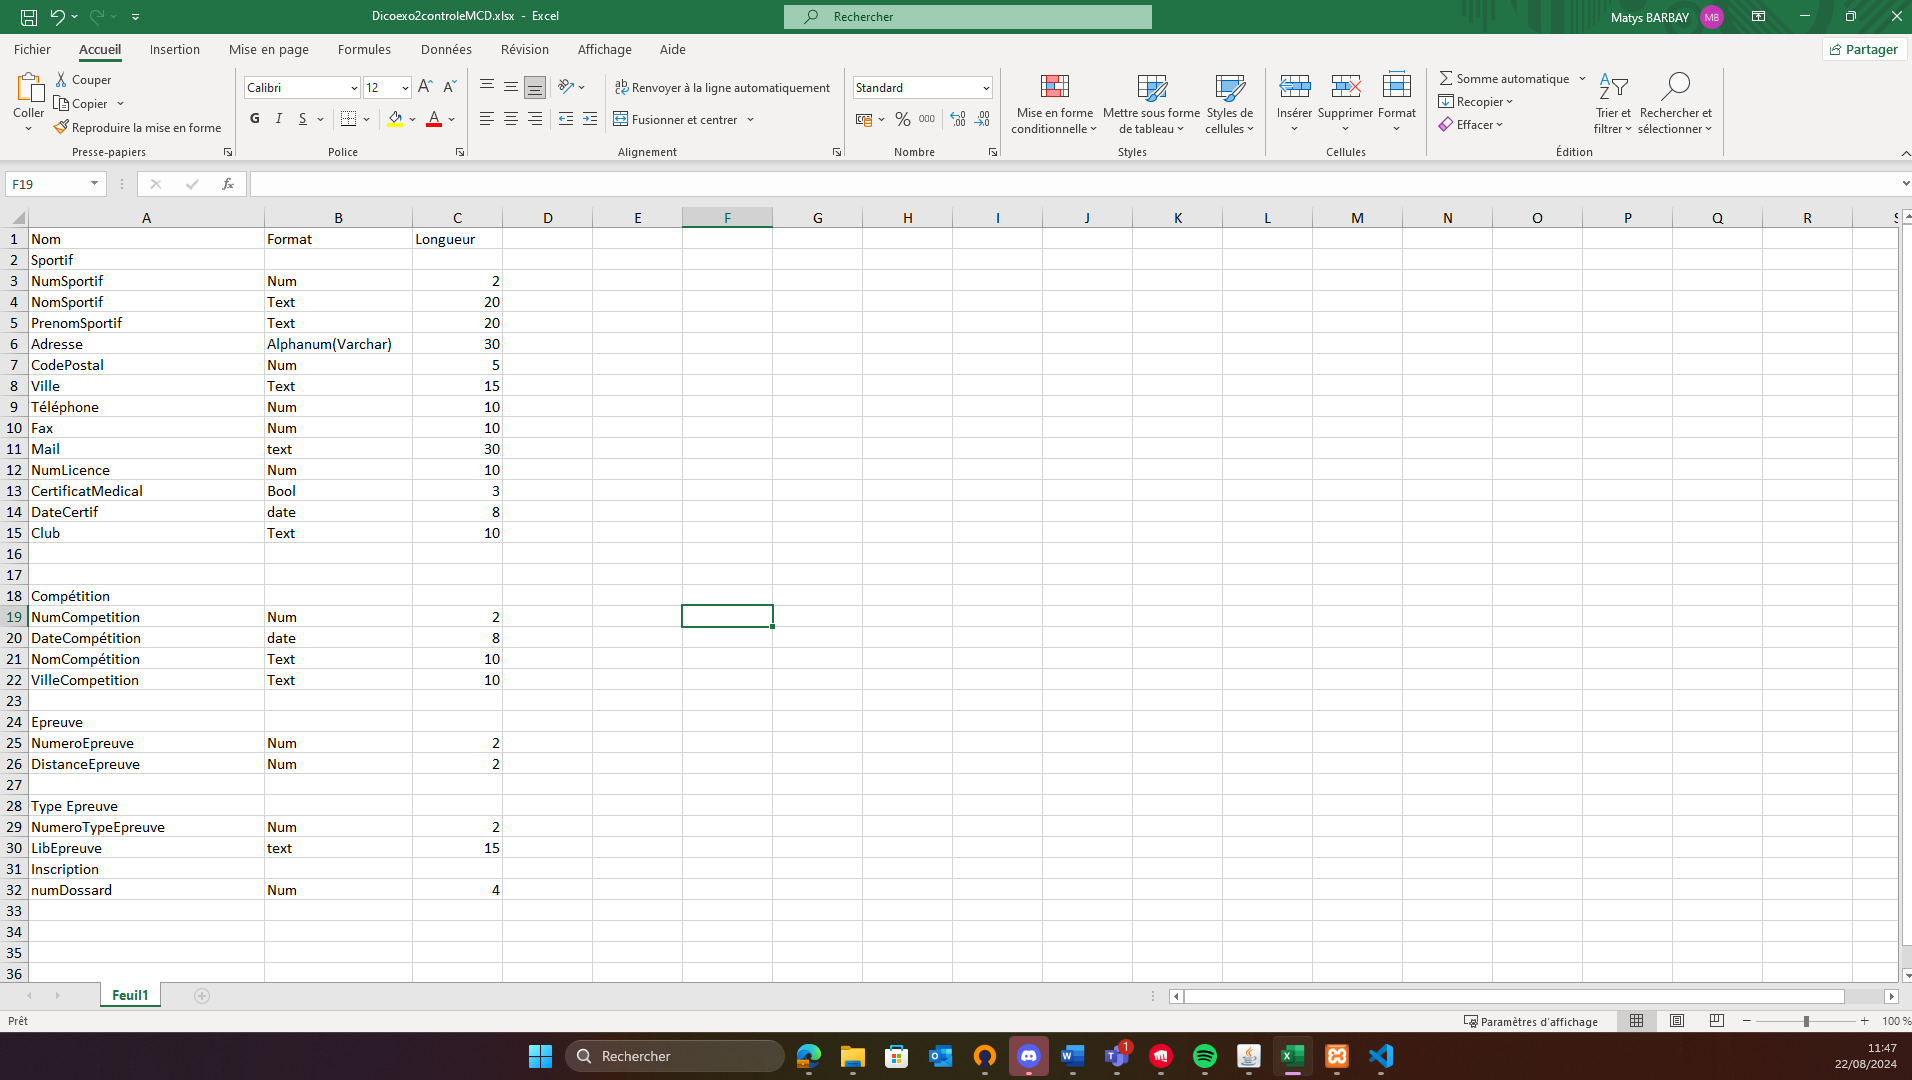 Dicoexo2controleMCD.xlsx - Excel
Rechercher
Matys BARBAY MB
Fichier Accueil Insertion Mise en page Formules Données Révision Affichage Aide Partager
Coller
Couper
Copier
Reproduire la mise en forme
Presse-papiers
Calibri 12
G I S
Police
Renvoyer à la ligne automatiquement
Fusionner et centrer
Alignement
Standard
% 000
Nombre
Mise en forme conditionnelle
Mettre sous forme de tableau
Styles de cellules
Styles
Insérer Supprimer Format
Cellules
Somme automatique
Recopier
Effacer
Trier et filtrer
Rechercher et sélectionner
Édition
F19 fx
A B C D E F G H I J K L M N O P Q R S
1 Nom Format Longueur
2 Sportif
3 NumSportif Num 2
4 NomSportif Text 20
5 PrenomSportif Text 20
6 Adresse Alphanum(Varchar) 30
7 CodePostal Num 5
8 Ville Text 15
9 Téléphone Num 10
10 Fax Num 10
11 Mail text 30
12 NumLicence Num 10
13 CertificatMedical Bool 3
14 DateCertif date 8
15 Club Text 10
16
17
18 Compétition
19 NumCompetition Num 2
20 DateCompétition date 8
21 NomCompétition Text 10
22 VilleCompetition Text 10
23
24 Epreuve
25 NumeroEpreuve Num 2
26 DistanceEpreuve Num 2
27
28 Type Epreuve
29 NumeroTypeEpreuve Num 2
30 LibEpreuve text 15
31 Inscription
32 numDossard Num 4
33
34
35
36
Feuil1
Prêt Paramètres d'affichage 100 %
Rechercher
1
11:47
22/08/2024